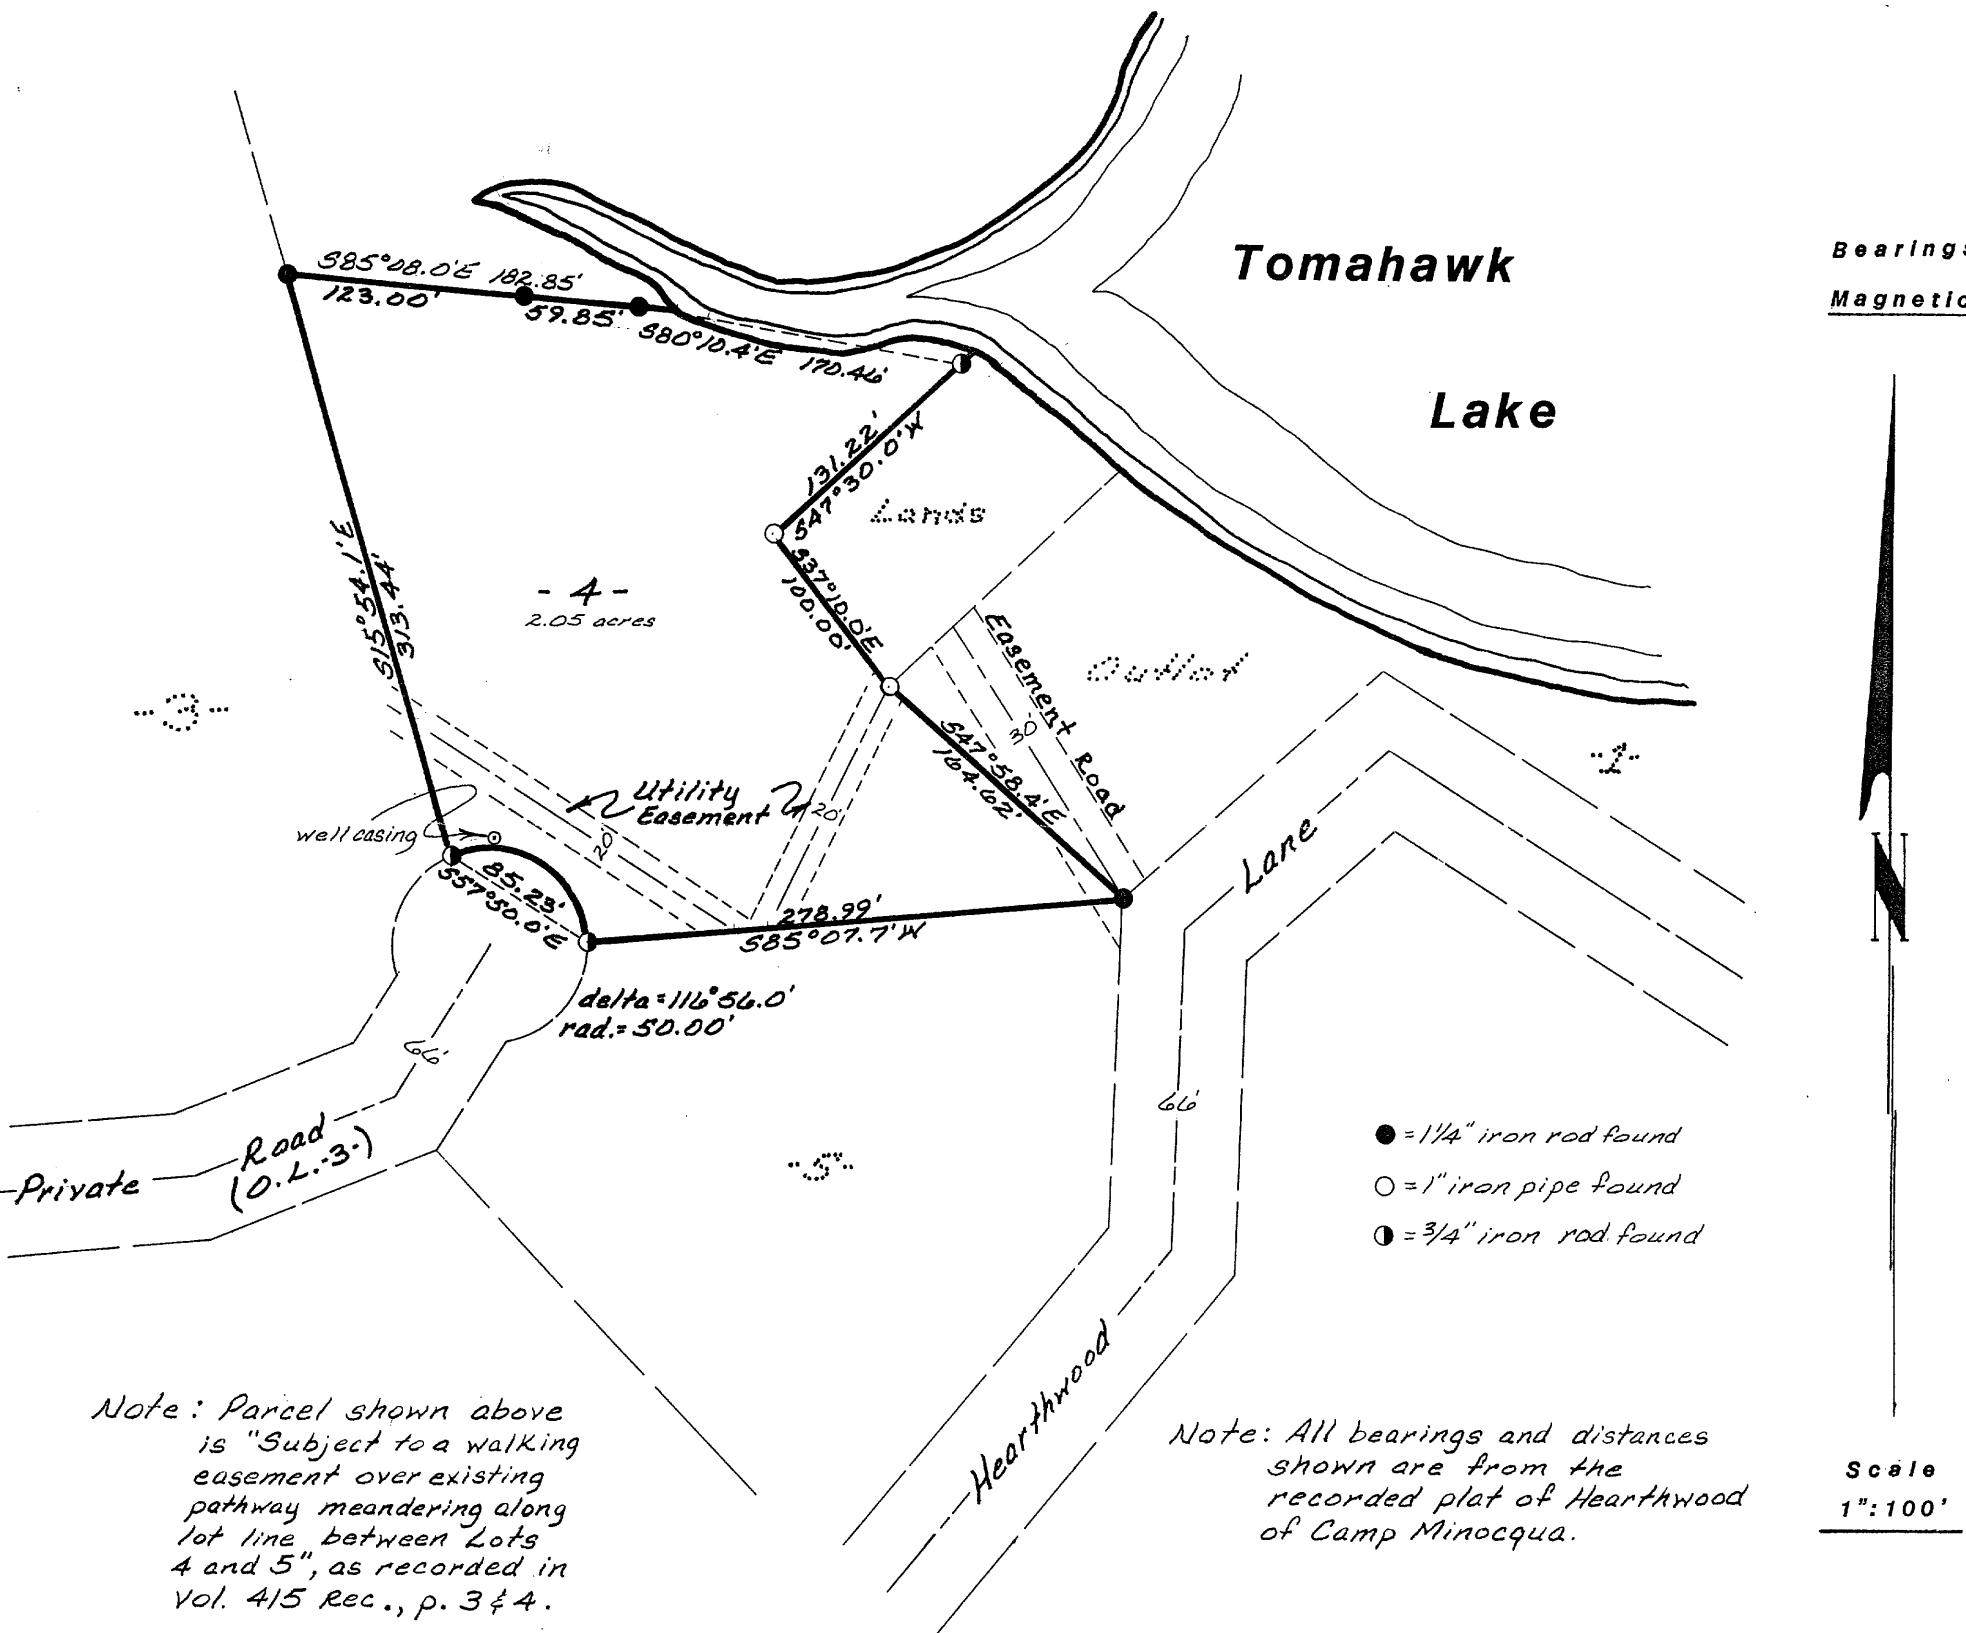 Tomahawk
Lake
Bearings
Magnetic
S85°08.0'E 182.85'
123.00'
59.85'
S80°10.4'E 170.46'
131.22'
S47°30.0'W
Lands
S37°10.0'E
100.00'
S15°54.1'E
313.44'
- 4 -
2.05 acres
Easement Road
30'
Outlot
-3-
-1-
S47°58.4'E
164.62'
Utility
Easement
20'
20'
well casing
85.23'
S57°50.0'E
278.99'
S85°07.7'W
Lane
N
delta=116°56.0'
rad.=50.00'
66'
66'
Road
(O.L.-3-)
Private
-5-
=1¼" iron rod found
=1" iron pipe found
=3/4" iron rod found
Hearthwood
Note: Parcel shown above
is "Subject to a walking
easement over existing
pathway meandering along
lot line between Lots
4 and 5", as recorded in
Vol. 415 Rec., p. 3 & 4.
Note: All bearings and distances
shown are from the
recorded plat of Hearthwood
of Camp Minocqua.
Scale
1":100'